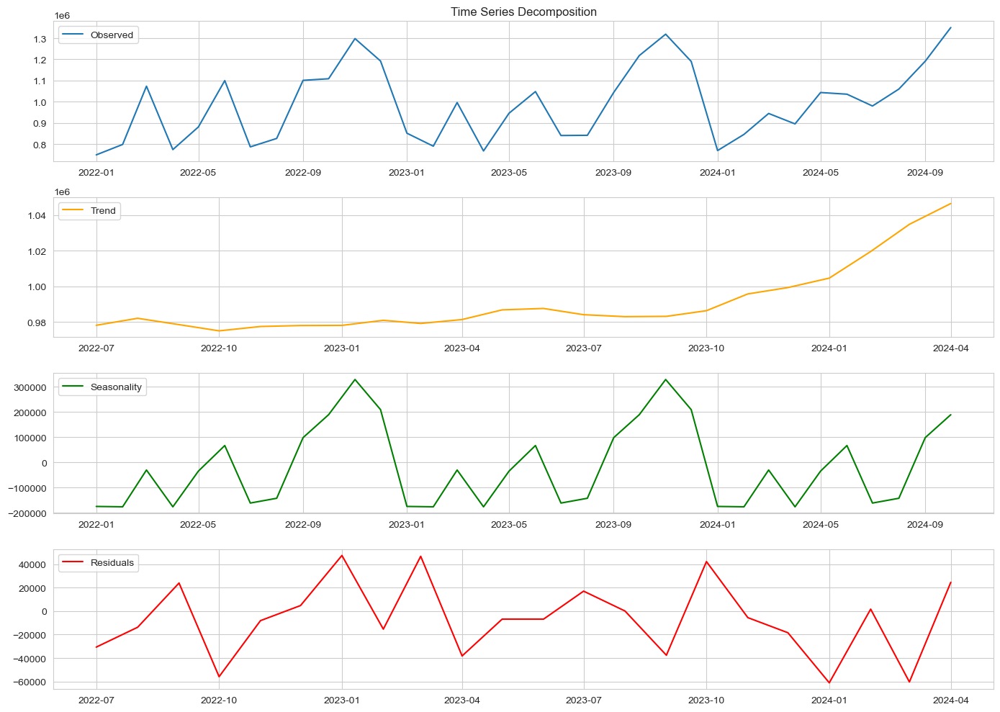 Time Series Decomposition
1e6
Observed
1.3
1.2
1.1
1.0
0.9
0.8
2022-01 2022-05 2022-09 2023-01 2023-05 2023-09 2024-01 2024-05 2024-09
1e6
Trend
1.04
1.02
1.00
0.98
2022-07 2022-10 2023-01 2023-04 2023-07 2023-10 2024-01 2024-04
Seasonality
300000
200000
100000
0
−100000
−200000
2022-01 2022-05 2022-09 2023-01 2023-05 2023-09 2024-01 2024-05 2024-09
Residuals
40000
20000
0
−20000
−40000
−60000
2022-07 2022-10 2023-01 2023-04 2023-07 2023-10 2024-01 2024-04